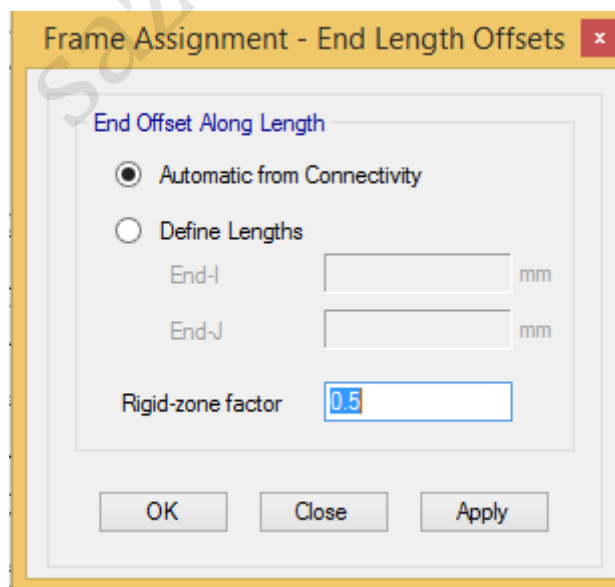 Frame Assignment - End Length Offsets
x
End Offset Along Length
Automatic from Connectivity
Define Lengths
End-I mm
End-J mm
Rigid-zone factor 0.5
OK Close Apply